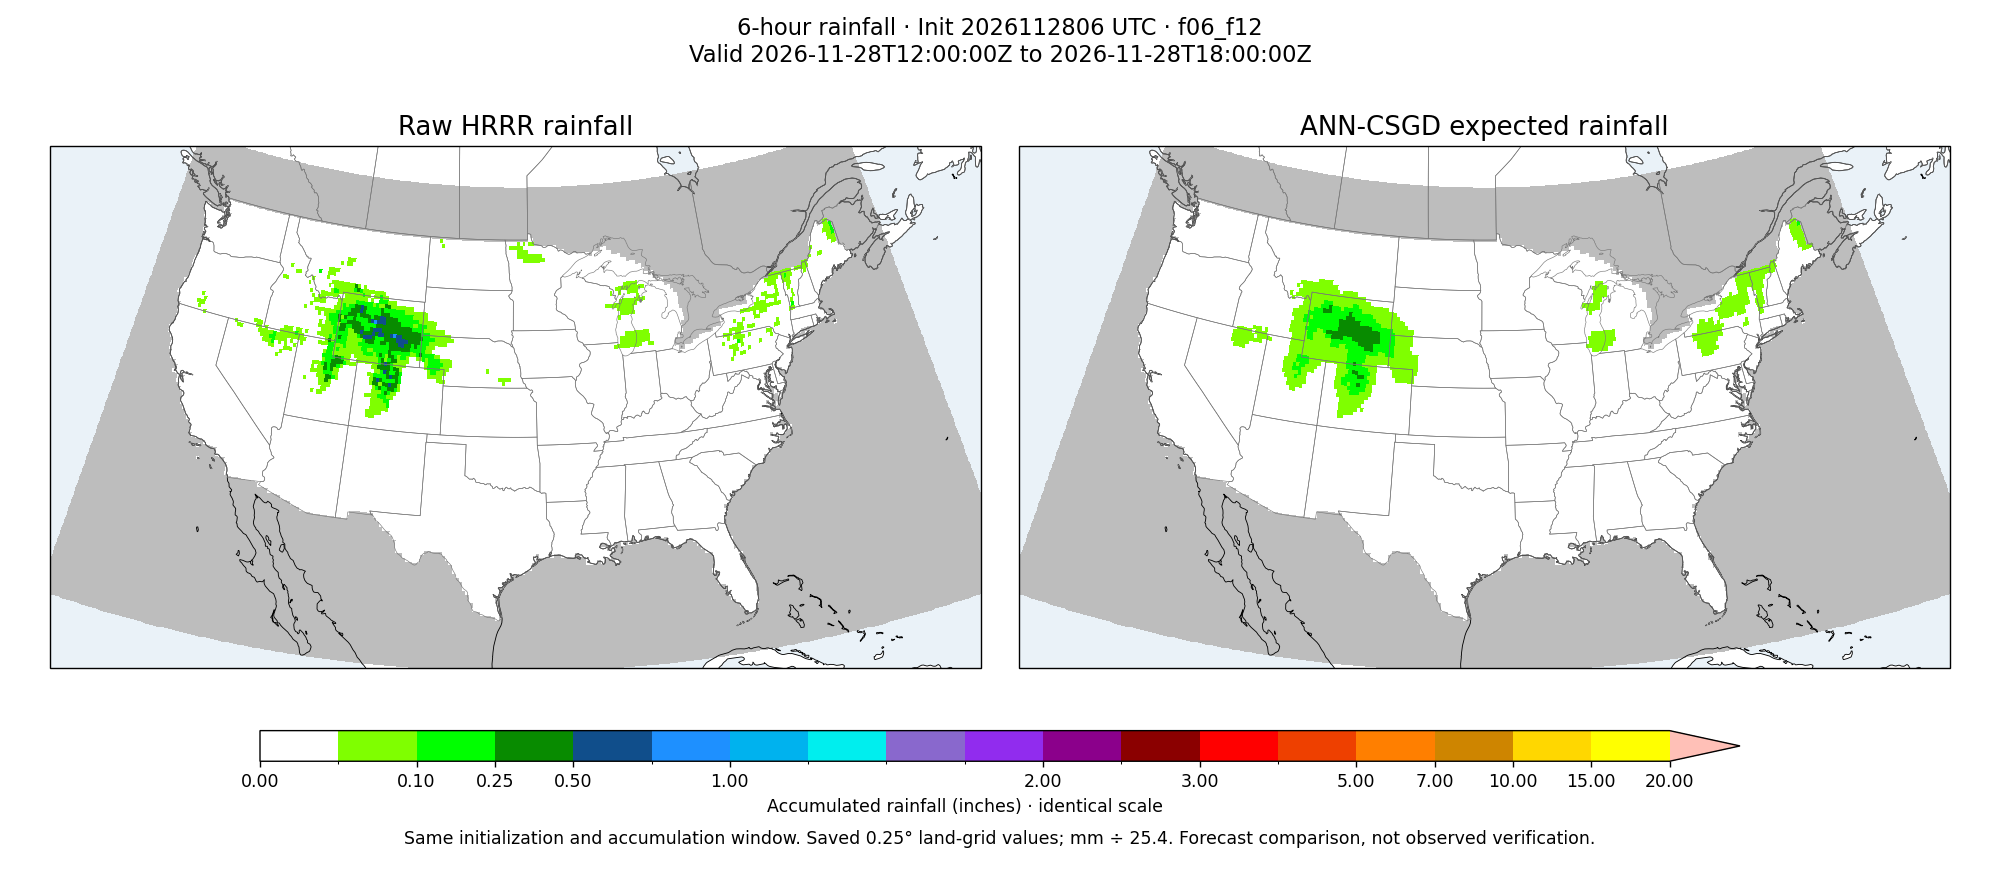 6-hour rainfall · Init 2026112806 UTC · f06_f12
Valid 2026-11-28T12:00:00Z to 2026-11-28T18:00:00Z
Raw HRRR rainfall
ANN-CSGD expected rainfall
0.00 0.10 0.25 0.50 1.00 2.00 3.00 5.00 7.00 10.00 15.00 20.00
Accumulated rainfall (inches) · identical scale
Same initialization and accumulation window. Saved 0.25° land-grid values; mm ÷ 25.4. Forecast comparison, not observed verification.